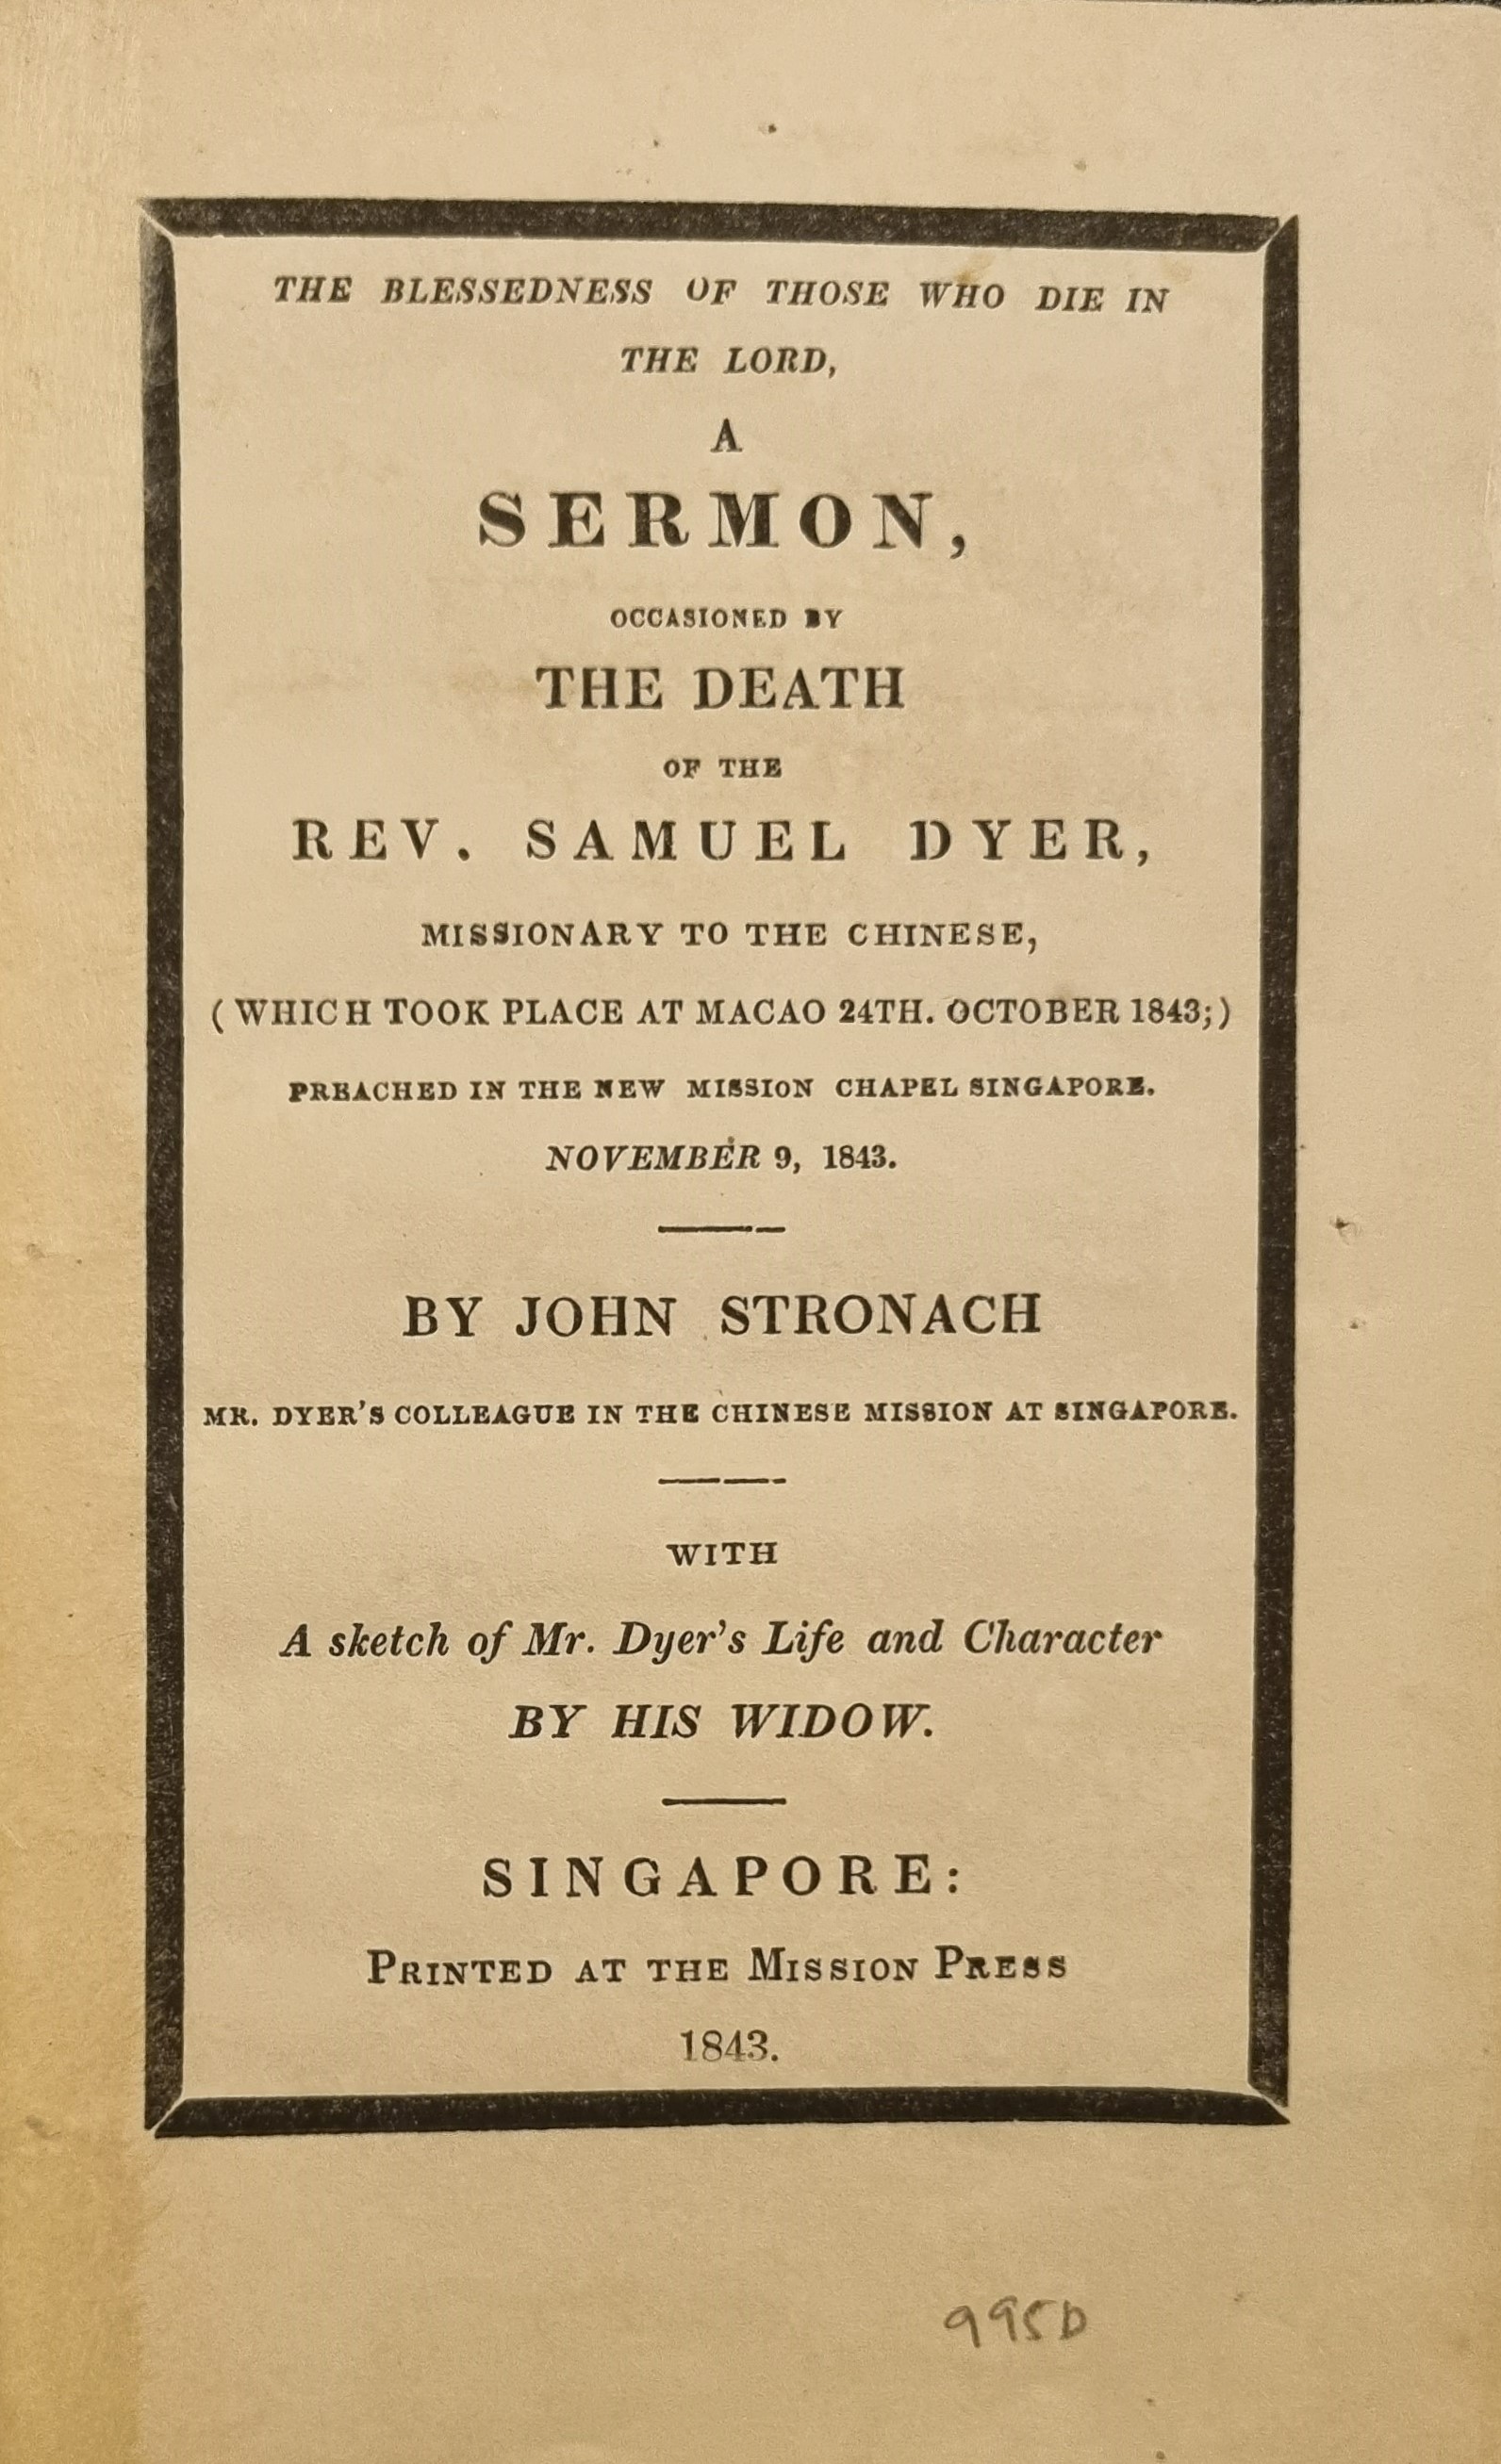 THE BLESSEDNESS OF THOSE WHO DIE IN
THE LORD,
A
SERMON,
OCCASIONED BY
THE DEATH
OF THE
REV. SAMUEL DYER,
MISSIONARY TO THE CHINESE,
( WHICH TOOK PLACE AT MACAO 24TH. OCTOBER 1843;)
PREACHED IN THE NEW MISSION CHAPEL SINGAPORE.
NOVEMBER 9, 1843.
BY JOHN STRONACH
MR. DYER'S COLLEAGUE IN THE CHINESE MISSION AT SINGAPORE.
WITH
A sketch of Mr. Dyer's Life and Character
BY HIS WIDOW.
SINGAPORE:
PRINTED AT THE MISSION PRESS
1843.
995D